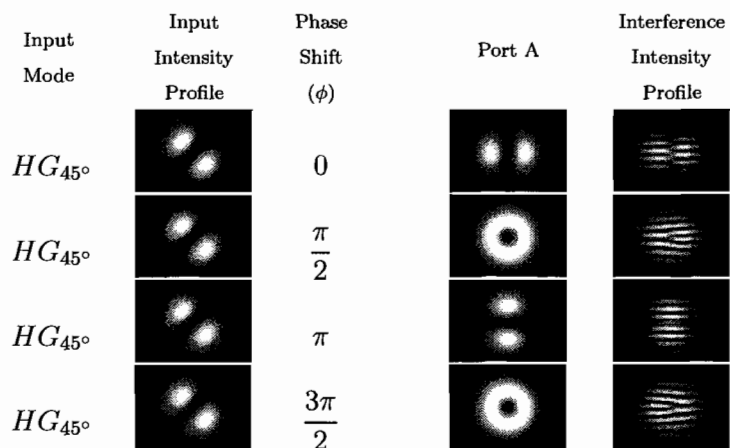 Input Mode
Input Intensity Profile
Phase Shift (ϕ)
Port A
Interference Intensity Profile
HG₄₅° 0
HG₄₅° π/2
HG₄₅° π
HG₄₅° 3π/2